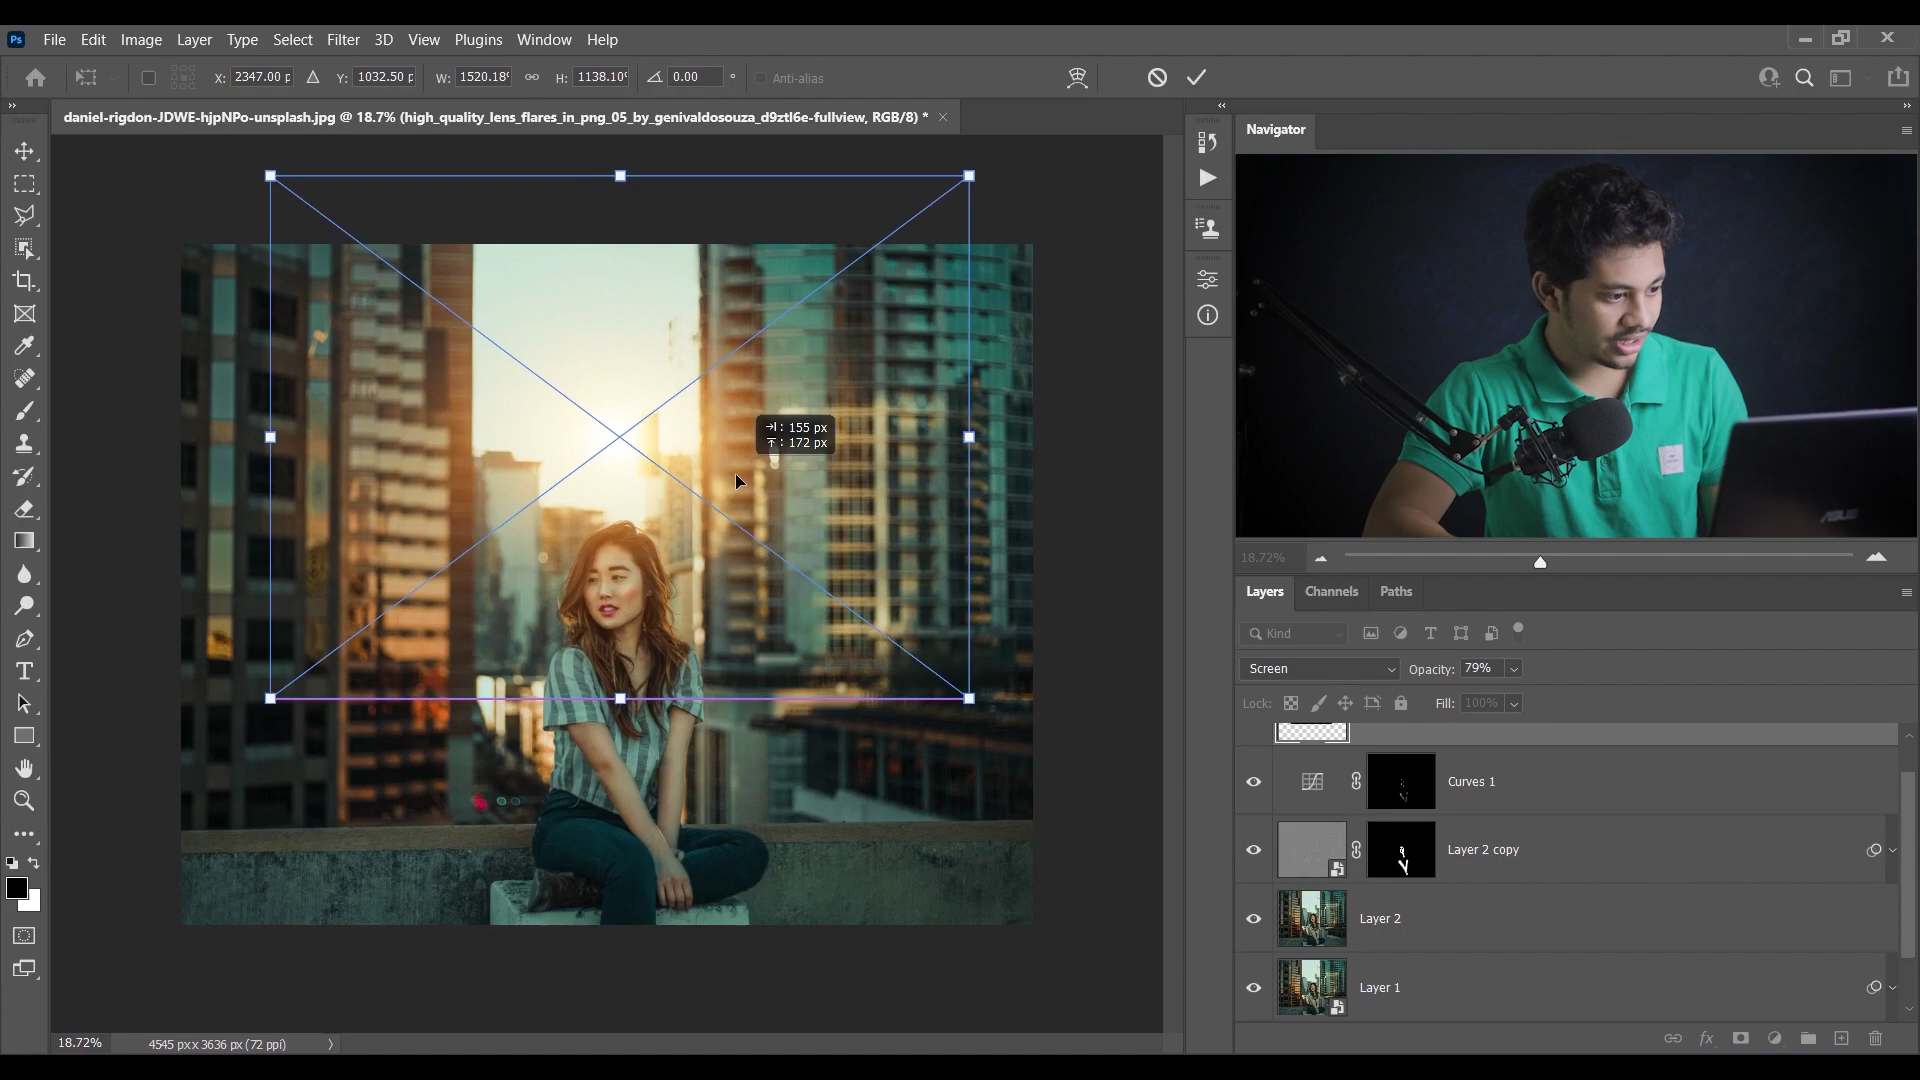 Ps File Edit Image Layer Type Select Filter 3D View Plugins Window Help
X: 2347.00 p Y: 1032.50 p W: 1520.18% H: 1138.10% 0.00 ° Anti-alias
daniel-rigdon-JDWE-hjpNPo-unsplash.jpg @ 18.7% (high_quality_lens_flares_in_png_05_by_genivaldosouza_d9ztl6e-fullview, RGB/8) *
Navigator
: 155 px
: 172 px
ASUS
18.72%
Layers Channels Paths
Kind
Screen Opacity: 79%
Lock: Fill: 100%
Curves 1
Layer 2 copy
Layer 2
Layer 1
fx
18.72% 4545 px x 3636 px (72 ppi)